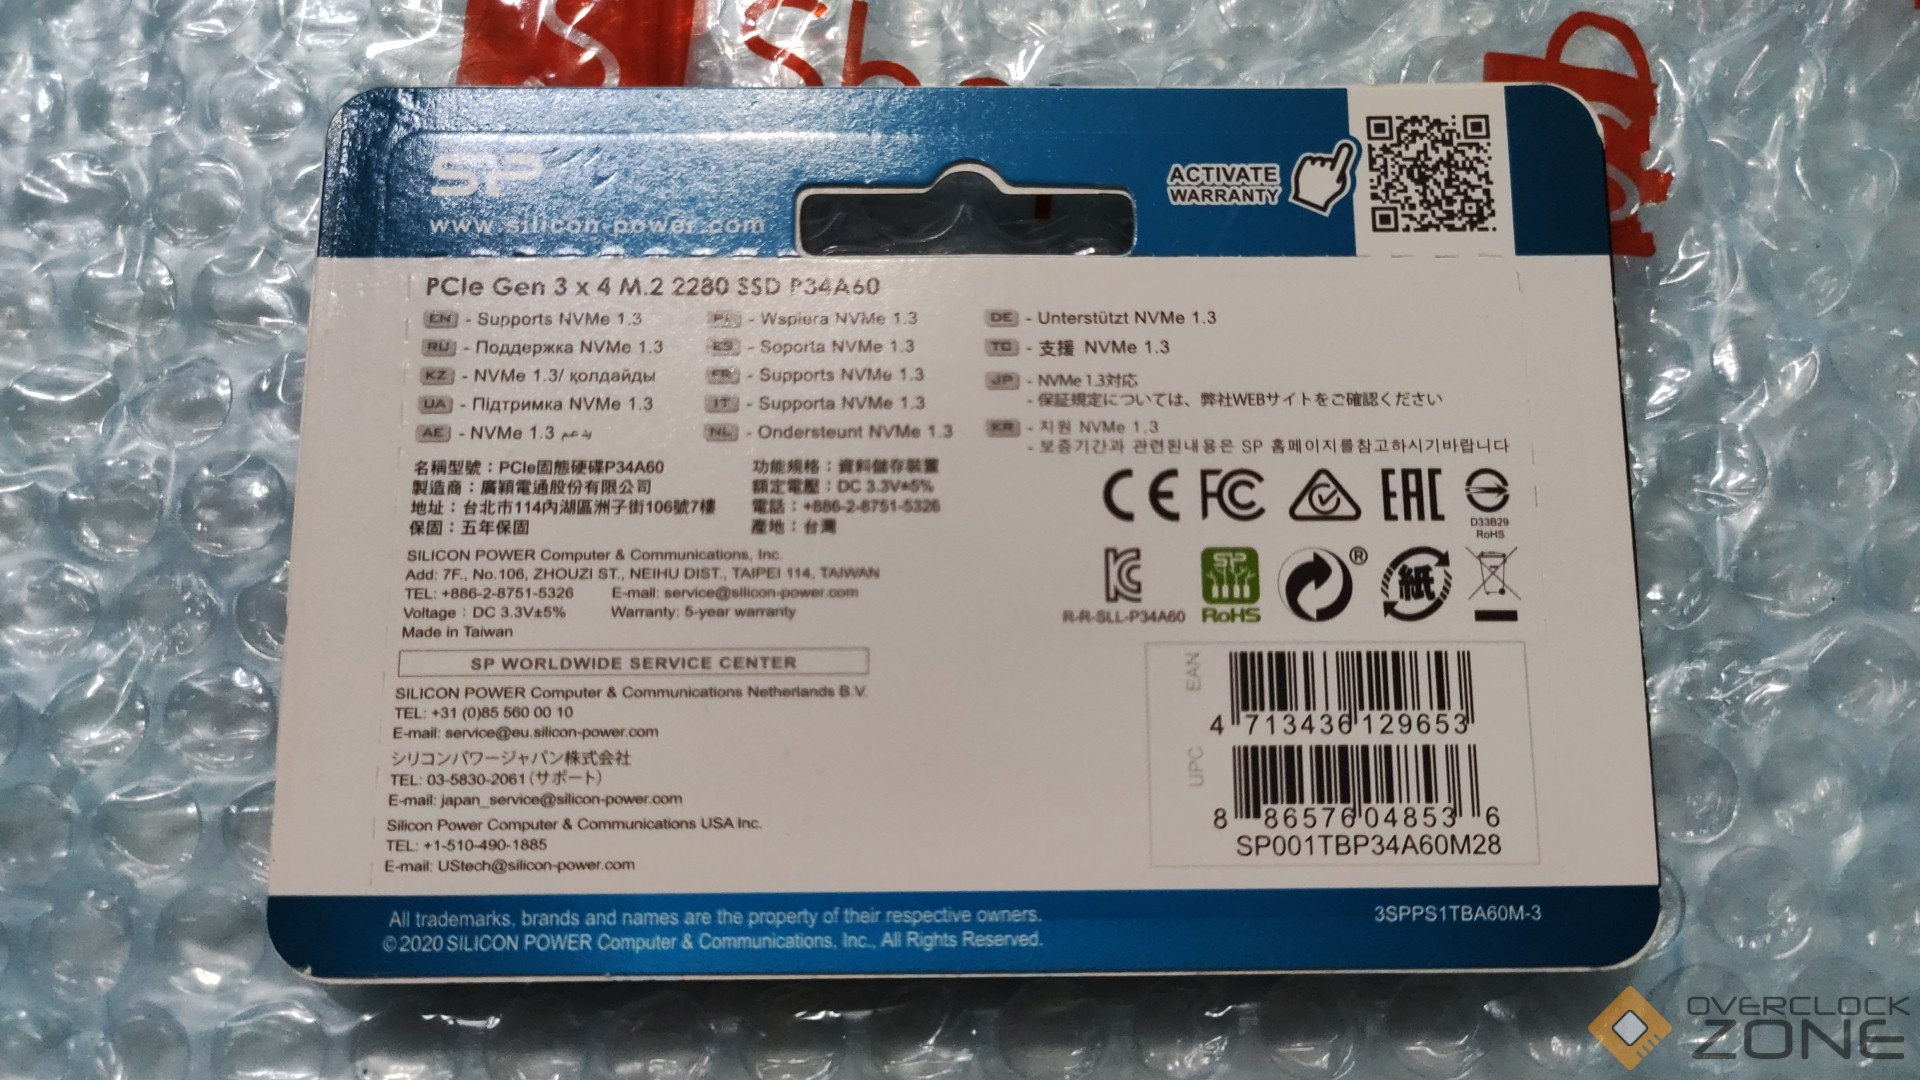 SP
www.silicon-power.com
ACTIVATE
WARRANTY
PCIe Gen 3 x 4 M.2 2280 SSD P34A60
EN - Supports NVMe 1.3
RU - Поддержка NVMe 1.3
KZ - NVMe 1.3/ қолдайды
UA - Підтримка NVMe 1.3
AE - NVMe 1.3 يدعم
PL - Wspiera NVMe 1.3
ES - Soporta NVMe 1.3
FR - Supports NVMe 1.3
IT - Supporta NVMe 1.3
NL - Ondersteunt NVMe 1.3
DE - Unterstützt NVMe 1.3
TC - 支援 NVMe 1.3
JP - NVMe 1.3対応
- 保証規定については、弊社WEBサイトをご確認ください
KR - 지원 NVMe 1.3
- 보증기간과 관련된내용은 SP 홈페이지를참고하시기바랍니다
名稱型號：PCIe固態硬碟P34A60
製造商：廣穎電通股份有限公司
地址：台北市114內湖區洲子街106號7樓
保固：五年保固
功能規格：資料儲存裝置
額定電壓：DC 3.3V±5%
電話：+886-2-8751-5326
產地：台灣
SILICON POWER Computer & Communications, Inc.
Add: 7F., No.106, ZHOUZI ST., NEIHU DIST., TAIPEI 114, TAIWAN
TEL: +886-2-8751-5326 E-mail: service@silicon-power.com
Voltage : DC 3.3V±5% Warranty: 5-year warranty
Made in Taiwan
SP WORLDWIDE SERVICE CENTER
SILICON POWER Computer & Communications Netherlands B.V.
TEL: +31 (0)85 560 00 10
E-mail: service@eu.silicon-power.com
シリコンパワージャパン株式会社
TEL: 03-5830-2061(サポート)
E-mail: japan_service@silicon-power.com
Silicon Power Computer & Communications USA Inc.
TEL: +1-510-490-1885
E-mail: UStech@silicon-power.com
CE FC EAC
D33B29
RoHS
R-R-SLL-P34A60
SP
RoHS
®
紙
EAN
4 713436 129653
UPC
8 86576 04853 6
SP001TBP34A60M28
All trademarks, brands and names are the property of their respective owners.
©2020 SILICON POWER Computer & Communications, Inc., All Rights Reserved.
3SPPS1TBA60M-3
OVERCLOCK
ZONE